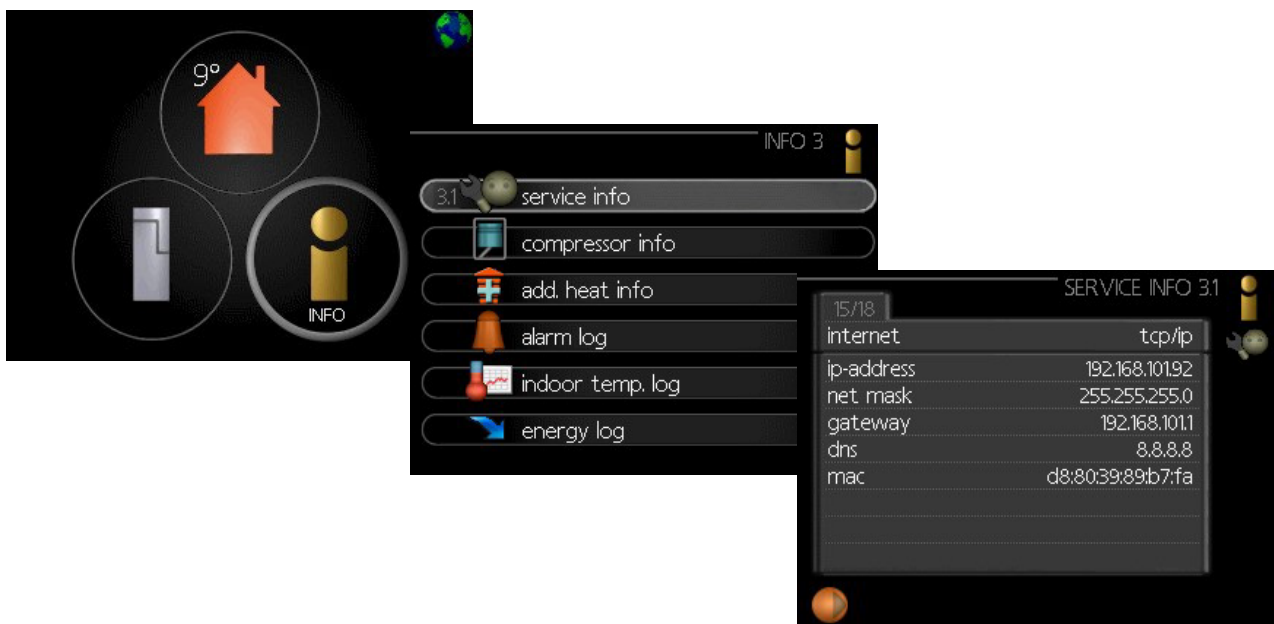 9°
INFO
INFO 3
3.1 service info
compressor info
add. heat info
alarm log
indoor temp. log
energy log
SERVICE INFO 3.1
15/18
internet tcp/ip
ip-address 192.168.101.92
net mask 255.255.255.0
gateway 192.168.101.1
dns 8.8.8.8
mac d8:80:39:89:b7:fa